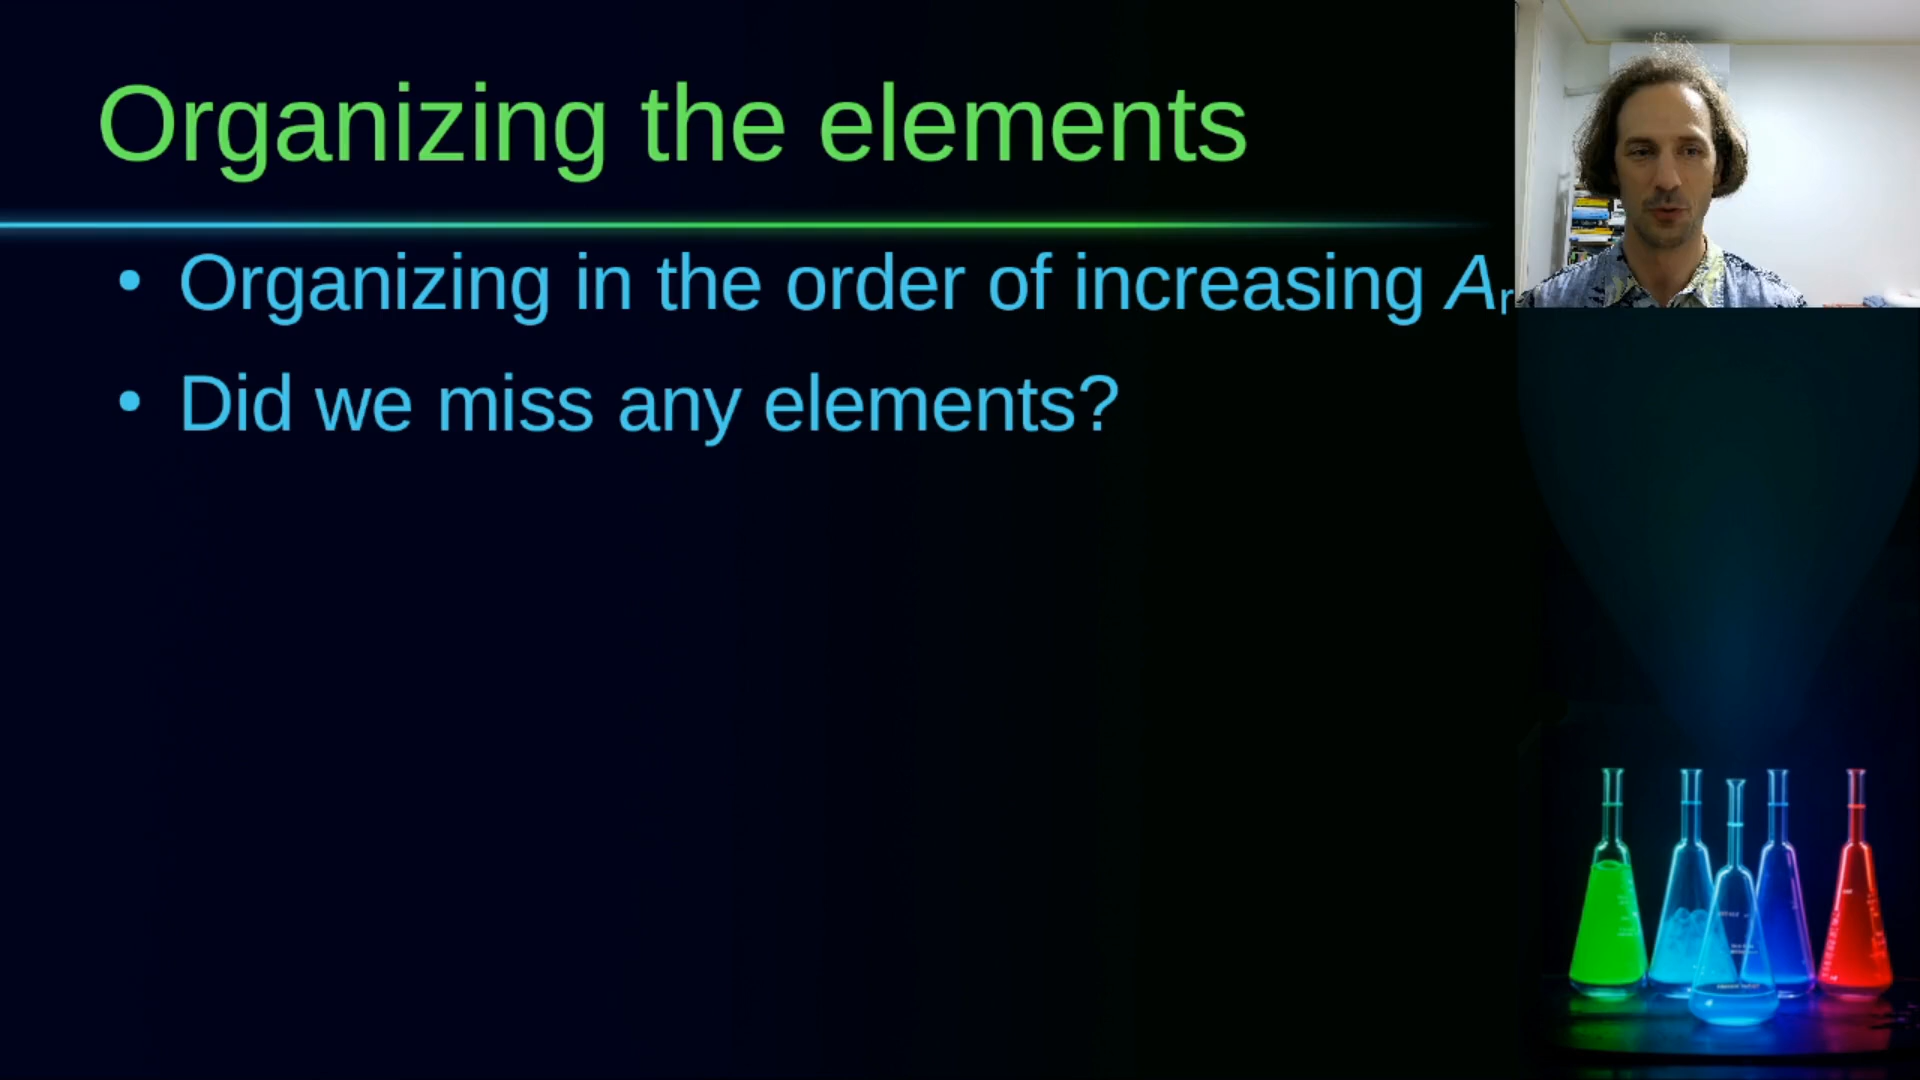 Organizing the elements
• Organizing in the order of increasing Ar
• Did we miss any elements?